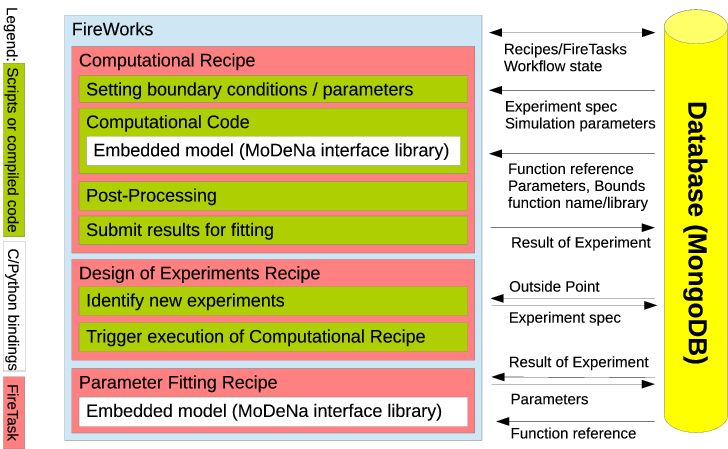 Legend:
Scripts or compiled code
C/Python bindings
FireTask
FireWorks
Computational Recipe
Setting boundary conditions / parameters
Computational Code
Embedded model (MoDeNa interface library)
Post-Processing
Submit results for fitting
Design of Experiments Recipe
Identify new experiments
Trigger execution of Computational Recipe
Parameter Fitting Recipe
Embedded model (MoDeNa interface library)
Recipes/FireTasks
Workflow state
Experiment spec
Simulation parameters
Function reference
Parameters, Bounds
function name/library
Result of Experiment
Outside Point
Experiment spec
Result of Experiment
Parameters
Function reference
Database (MongoDB)